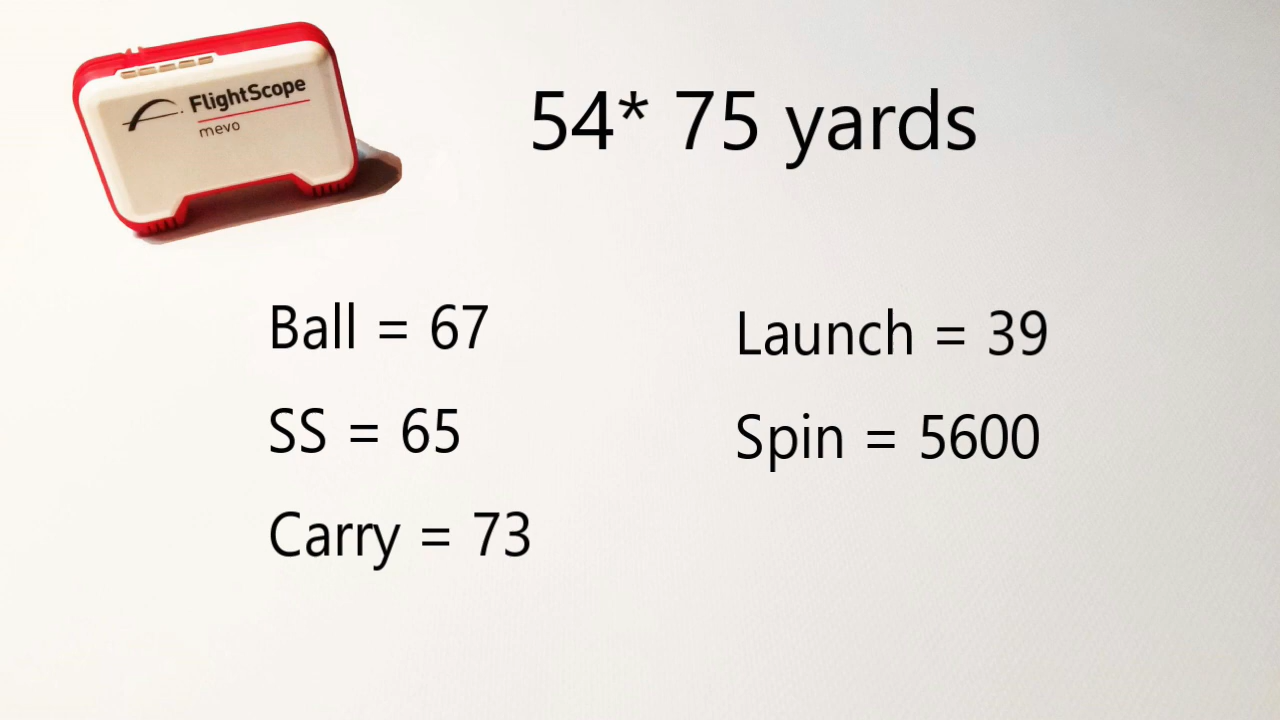 FlightScope
mevo
54* 75 yards
Ball = 67
SS = 65
Carry = 73
Launch = 39
Spin = 5600